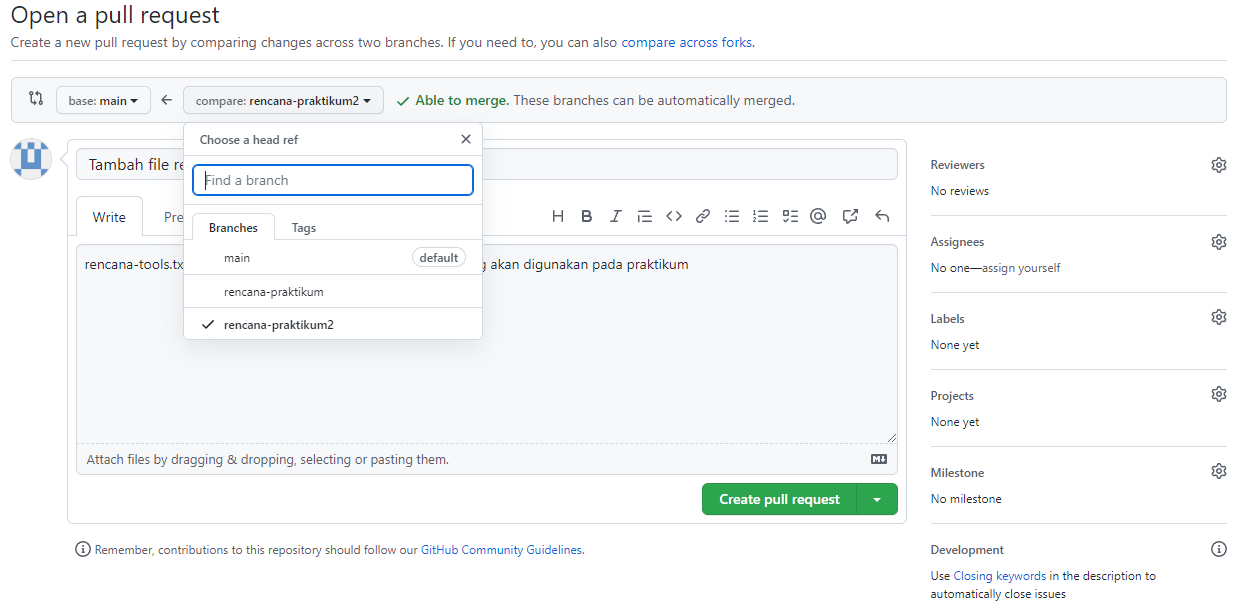 Open a pull request
Create a new pull request by comparing changes across two branches. If you need to, you can also compare across forks.
base: main
compare: rencana-praktikum2
Able to merge. These branches can be automatically merged.
Choose a head ref
Find a branch
Branches
Tags
main
default
rencana-praktikum
rencana-praktikum2
Tambah file
Write
rencana-tools.
akan digunakan pada praktikum
Attach files by dragging & dropping, selecting or pasting them.
Create pull request
Remember, contributions to this repository should follow our GitHub Community Guidelines.
Reviewers
No reviews
Assignees
No one—assign yourself
Labels
None yet
Projects
None yet
Milestone
No milestone
Development
Use Closing keywords in the description to
automatically close issues